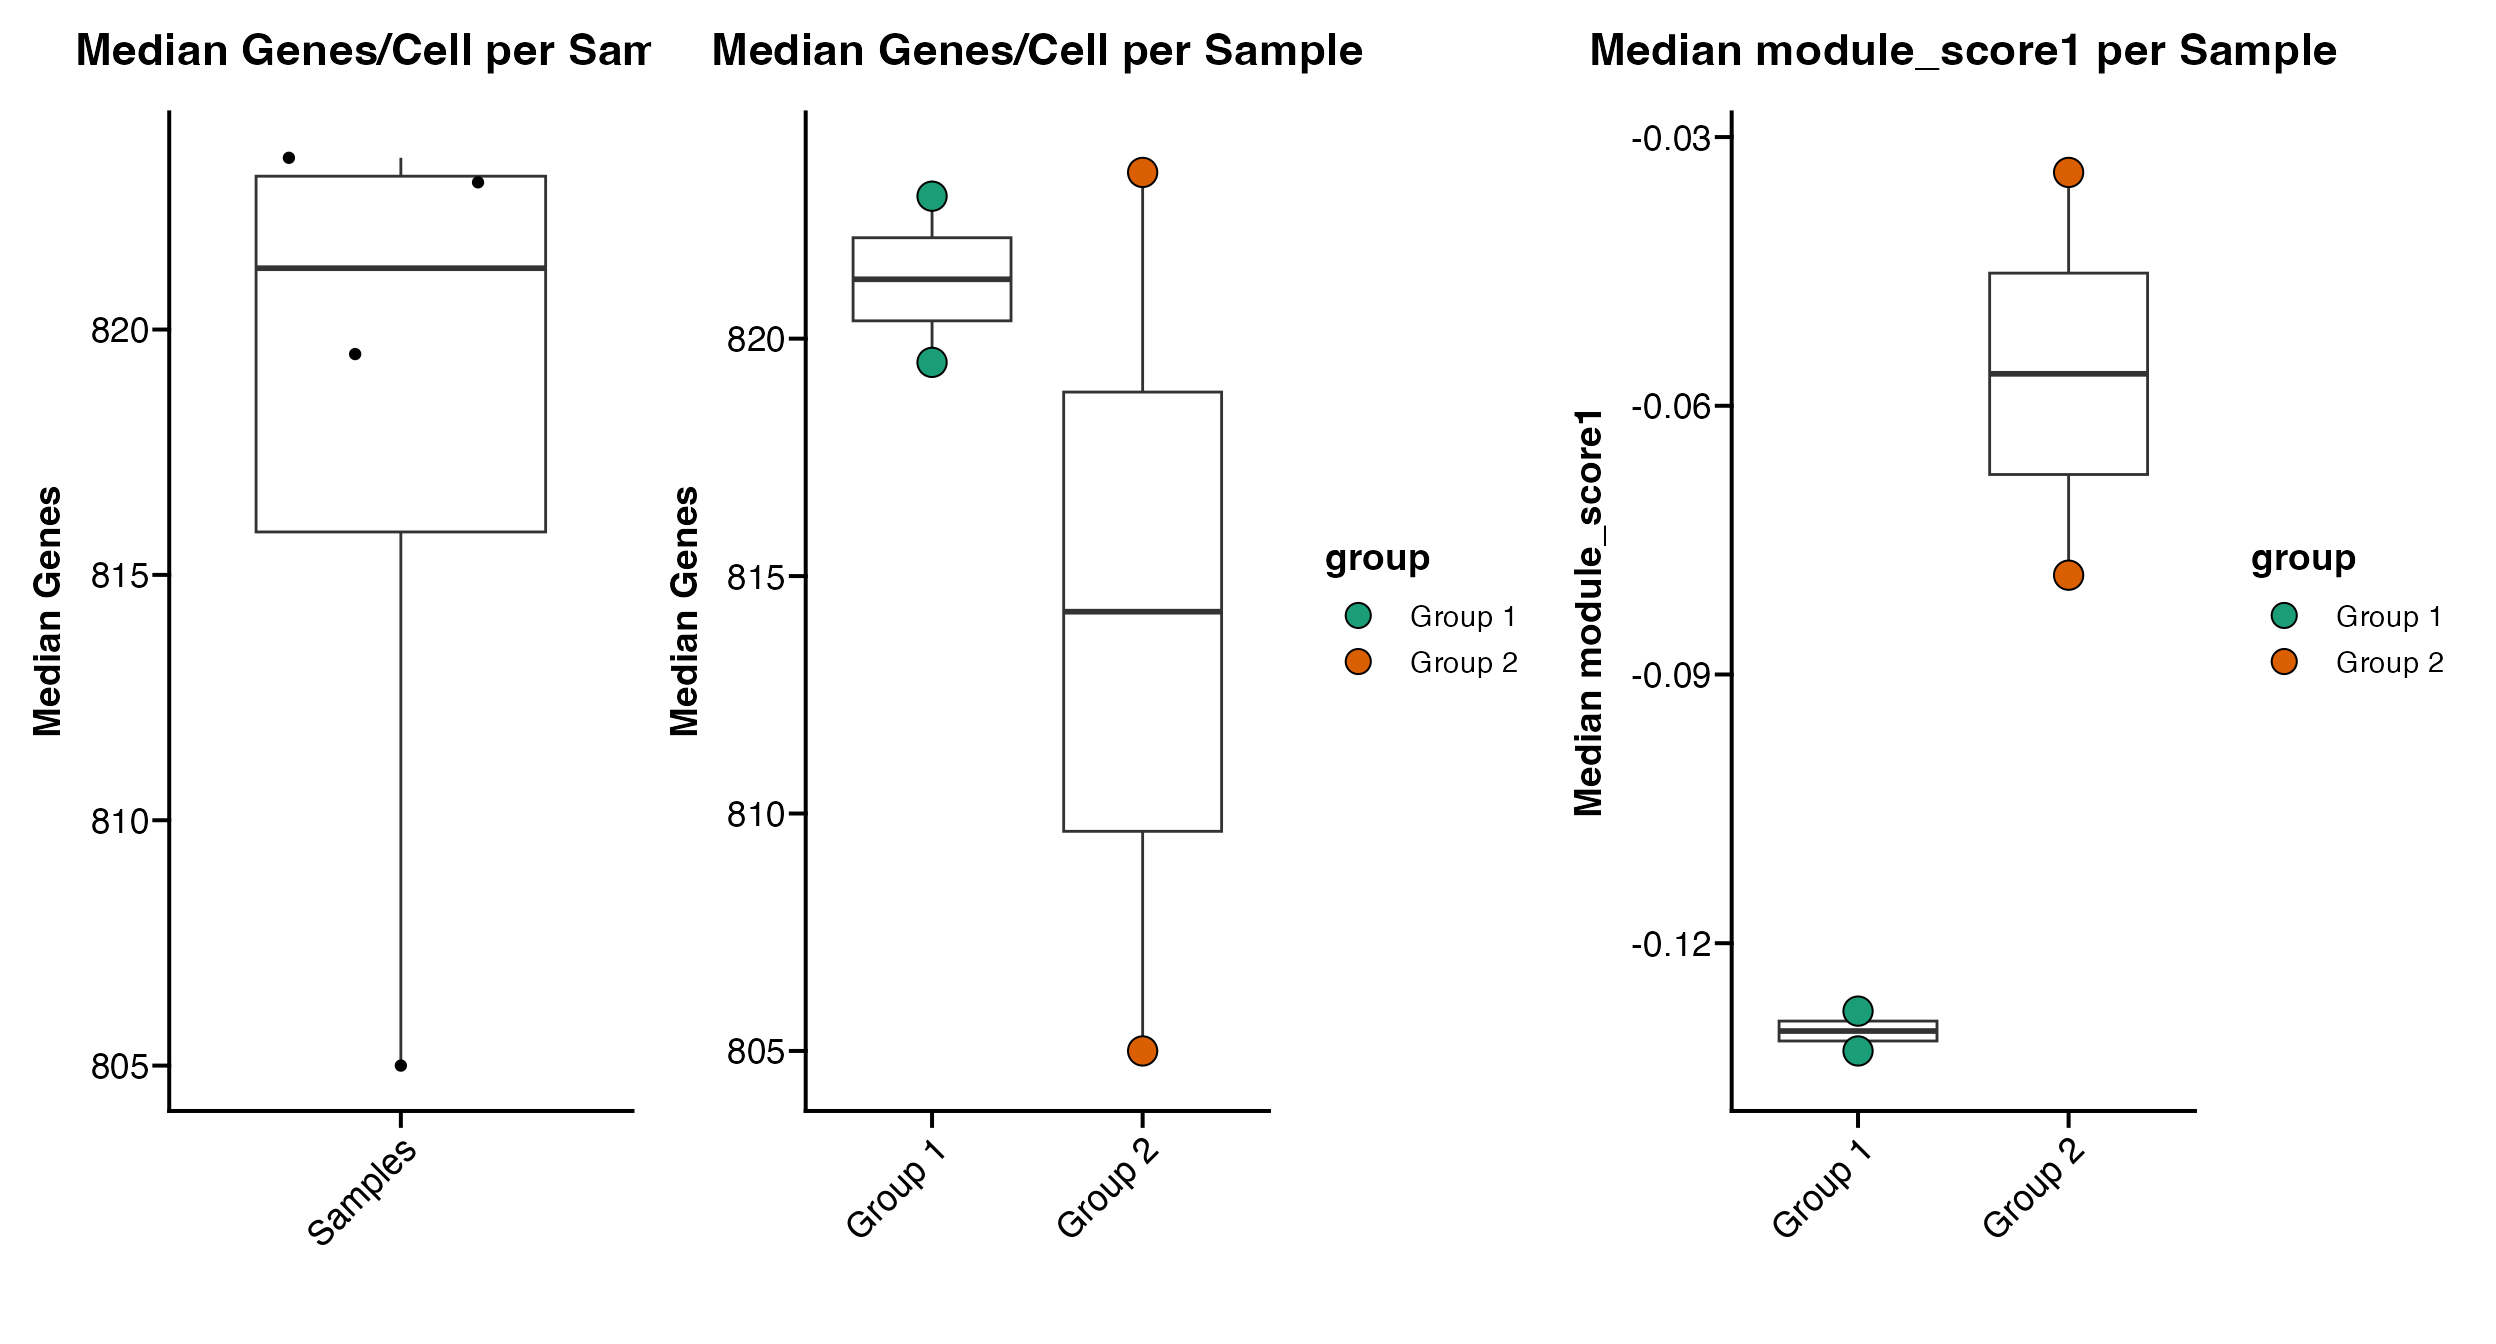 Median Genes/Cell per Sam
Median Genes
820
815
810
805
Samples
Median Genes/Cell per Sample
Median Genes
820
815
810
805
Group 1
Group 2
group
Group 1
Group 2
Median module_score1 per Sample
Median module_score1
-0.03
-0.06
-0.09
-0.12
Group 1
Group 2
group
Group 1
Group 2